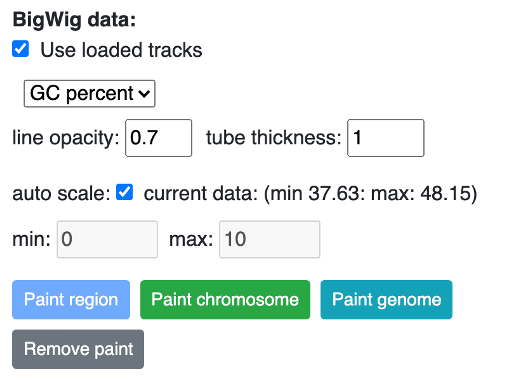 BigWig data:
Use loaded tracks
GC percent
line opacity: 0.7 tube thickness: 1
auto scale: current data: (min 37.63: max: 48.15)
min: 0 max: 10
Paint region Paint chromosome Paint genome
Remove paint